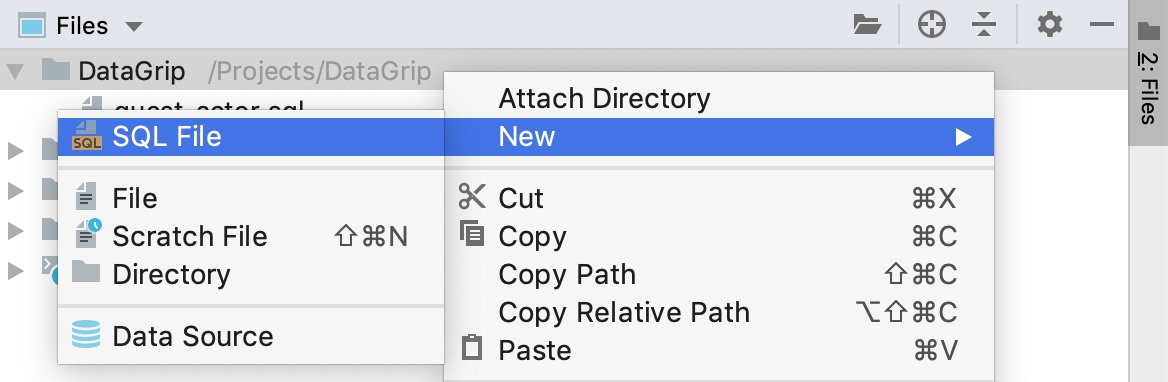 Files
DataGrip /Projects/DataGrip
2: Files
Attach Directory
New
Cut ⌘X
Copy ⌘C
Copy Path ⇧⌘C
Copy Relative Path ⌥⇧⌘C
Paste ⌘V
SQL File
SQL
File
Scratch File ⇧⌘N
Directory
Data Source